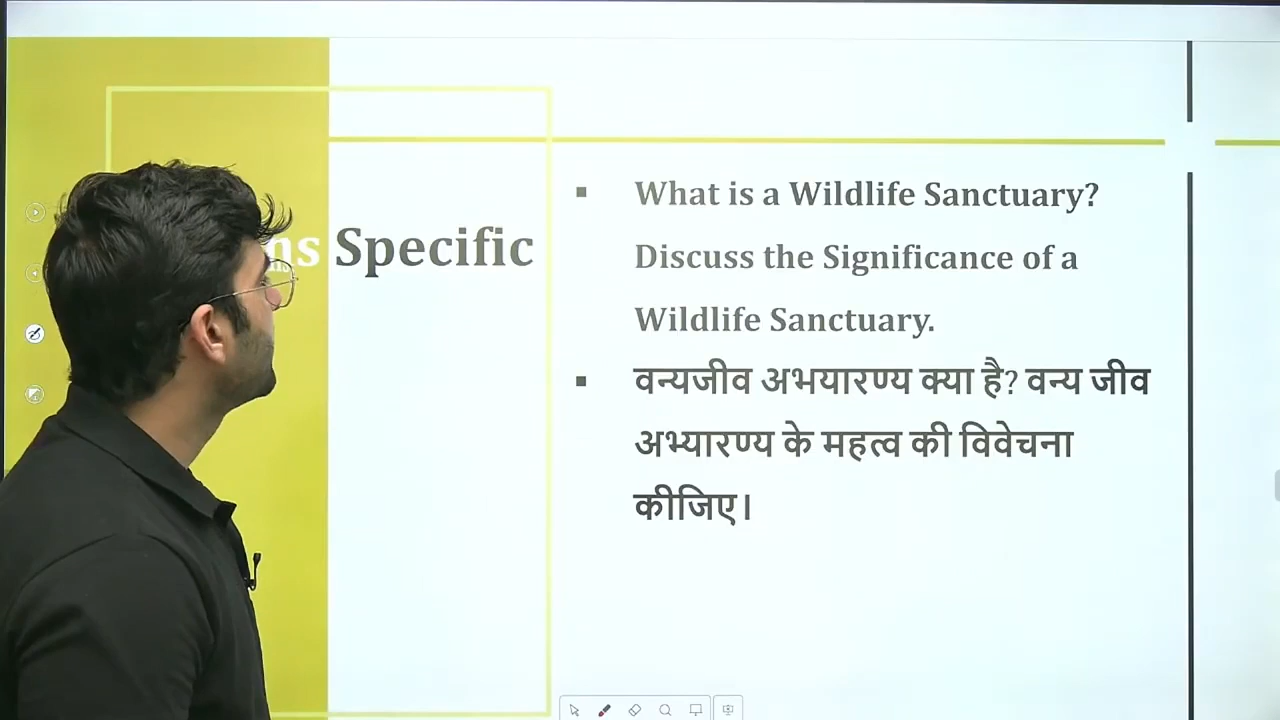 Specific
What is a Wildlife Sanctuary?
Discuss the Significance of a
Wildlife Sanctuary.
वन्यजीव अभयारण्य क्या है? वन्य जीव
अभ्यारण्य के महत्व की विवेचना
कीजिए।